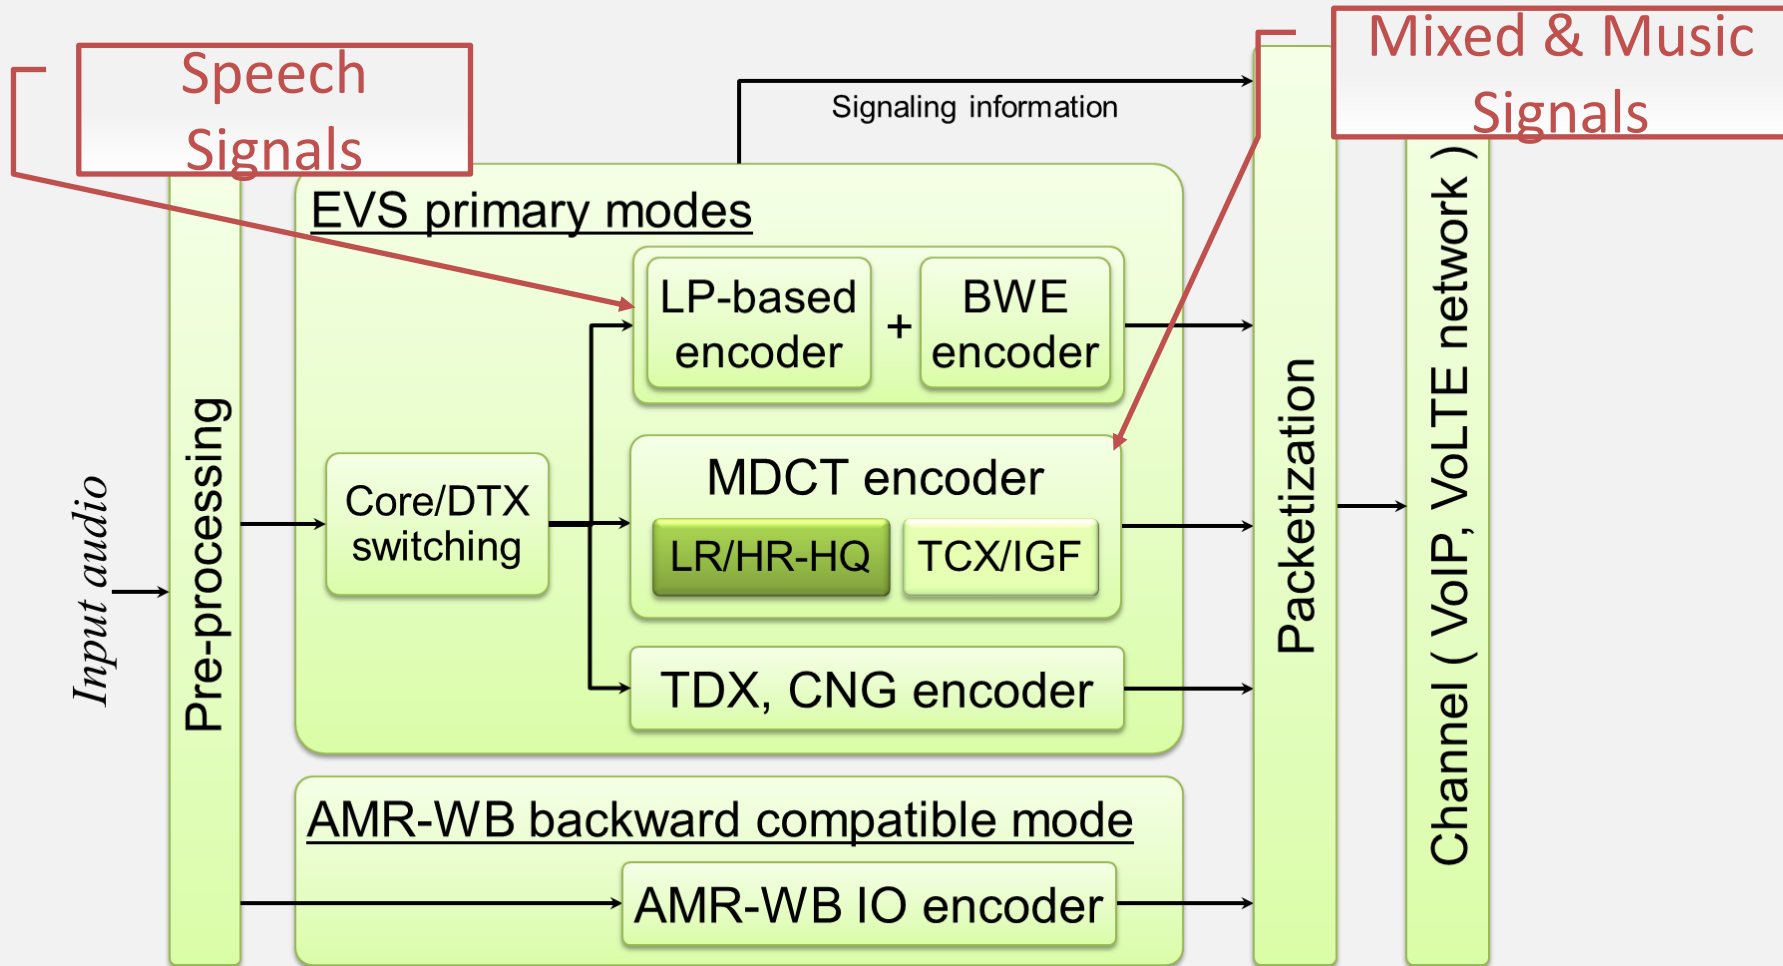 Speech
Signals
Mixed & Music
Signals
Signaling information
EVS primary modes
LP-based
encoder
+
BWE
encoder
MDCT encoder
LR/HR-HQ
TCX/IGF
Core/DTX
switching
TDX, CNG encoder
Input audio
Pre-processing
AMR-WB backward compatible mode
AMR-WB IO encoder
Packetization
Channel ( VoIP, VoLTE network )